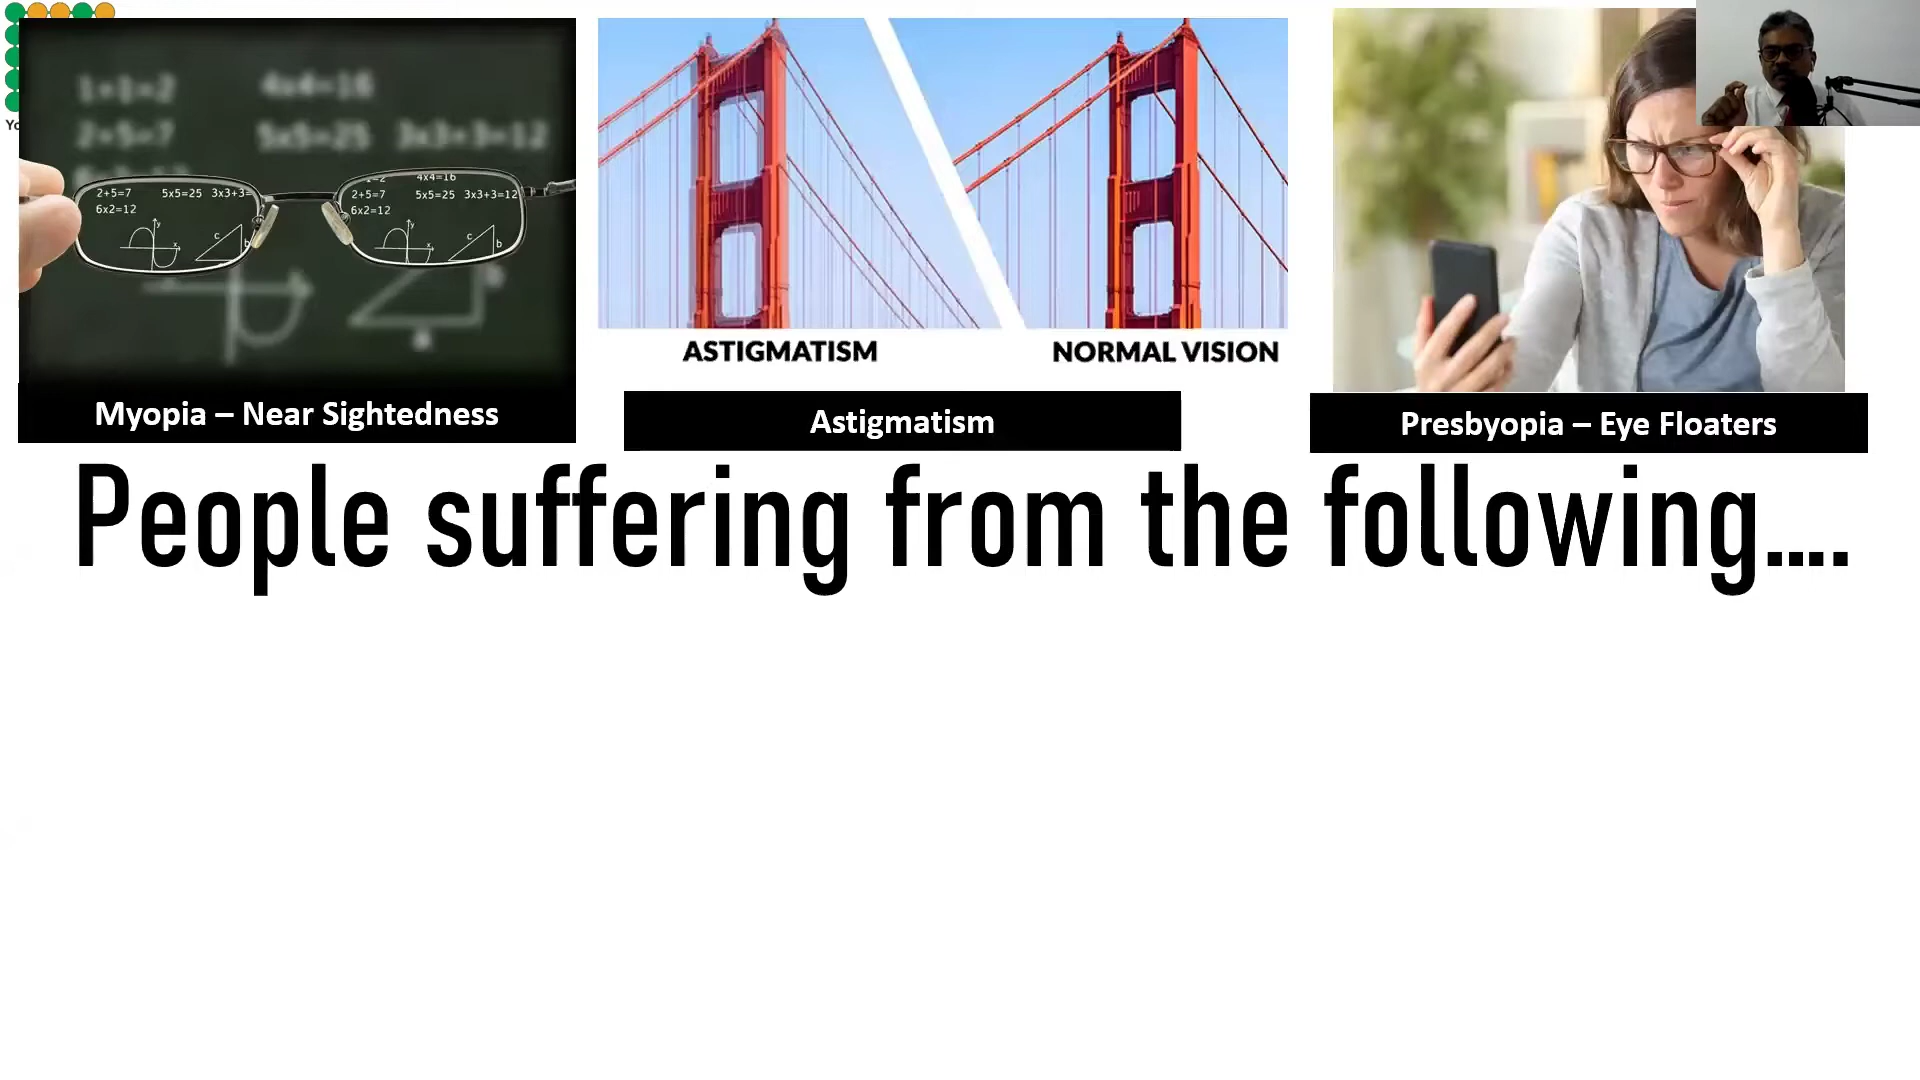 1+1=2 4x4=16
2+5=7 5x5=25 3x3+3=12
4x4=16
2+5=7 5x5=25 3x3+3=
6x2=12
2+5=7 5x5=25 3x3+3=12
6x2=12
y
x
c
b
y
x
c
b
b
a
ASTIGMATISM
NORMAL VISION
Myopia – Near Sightedness
Astigmatism
Presbyopia – Eye Floaters
People suffering from the following....